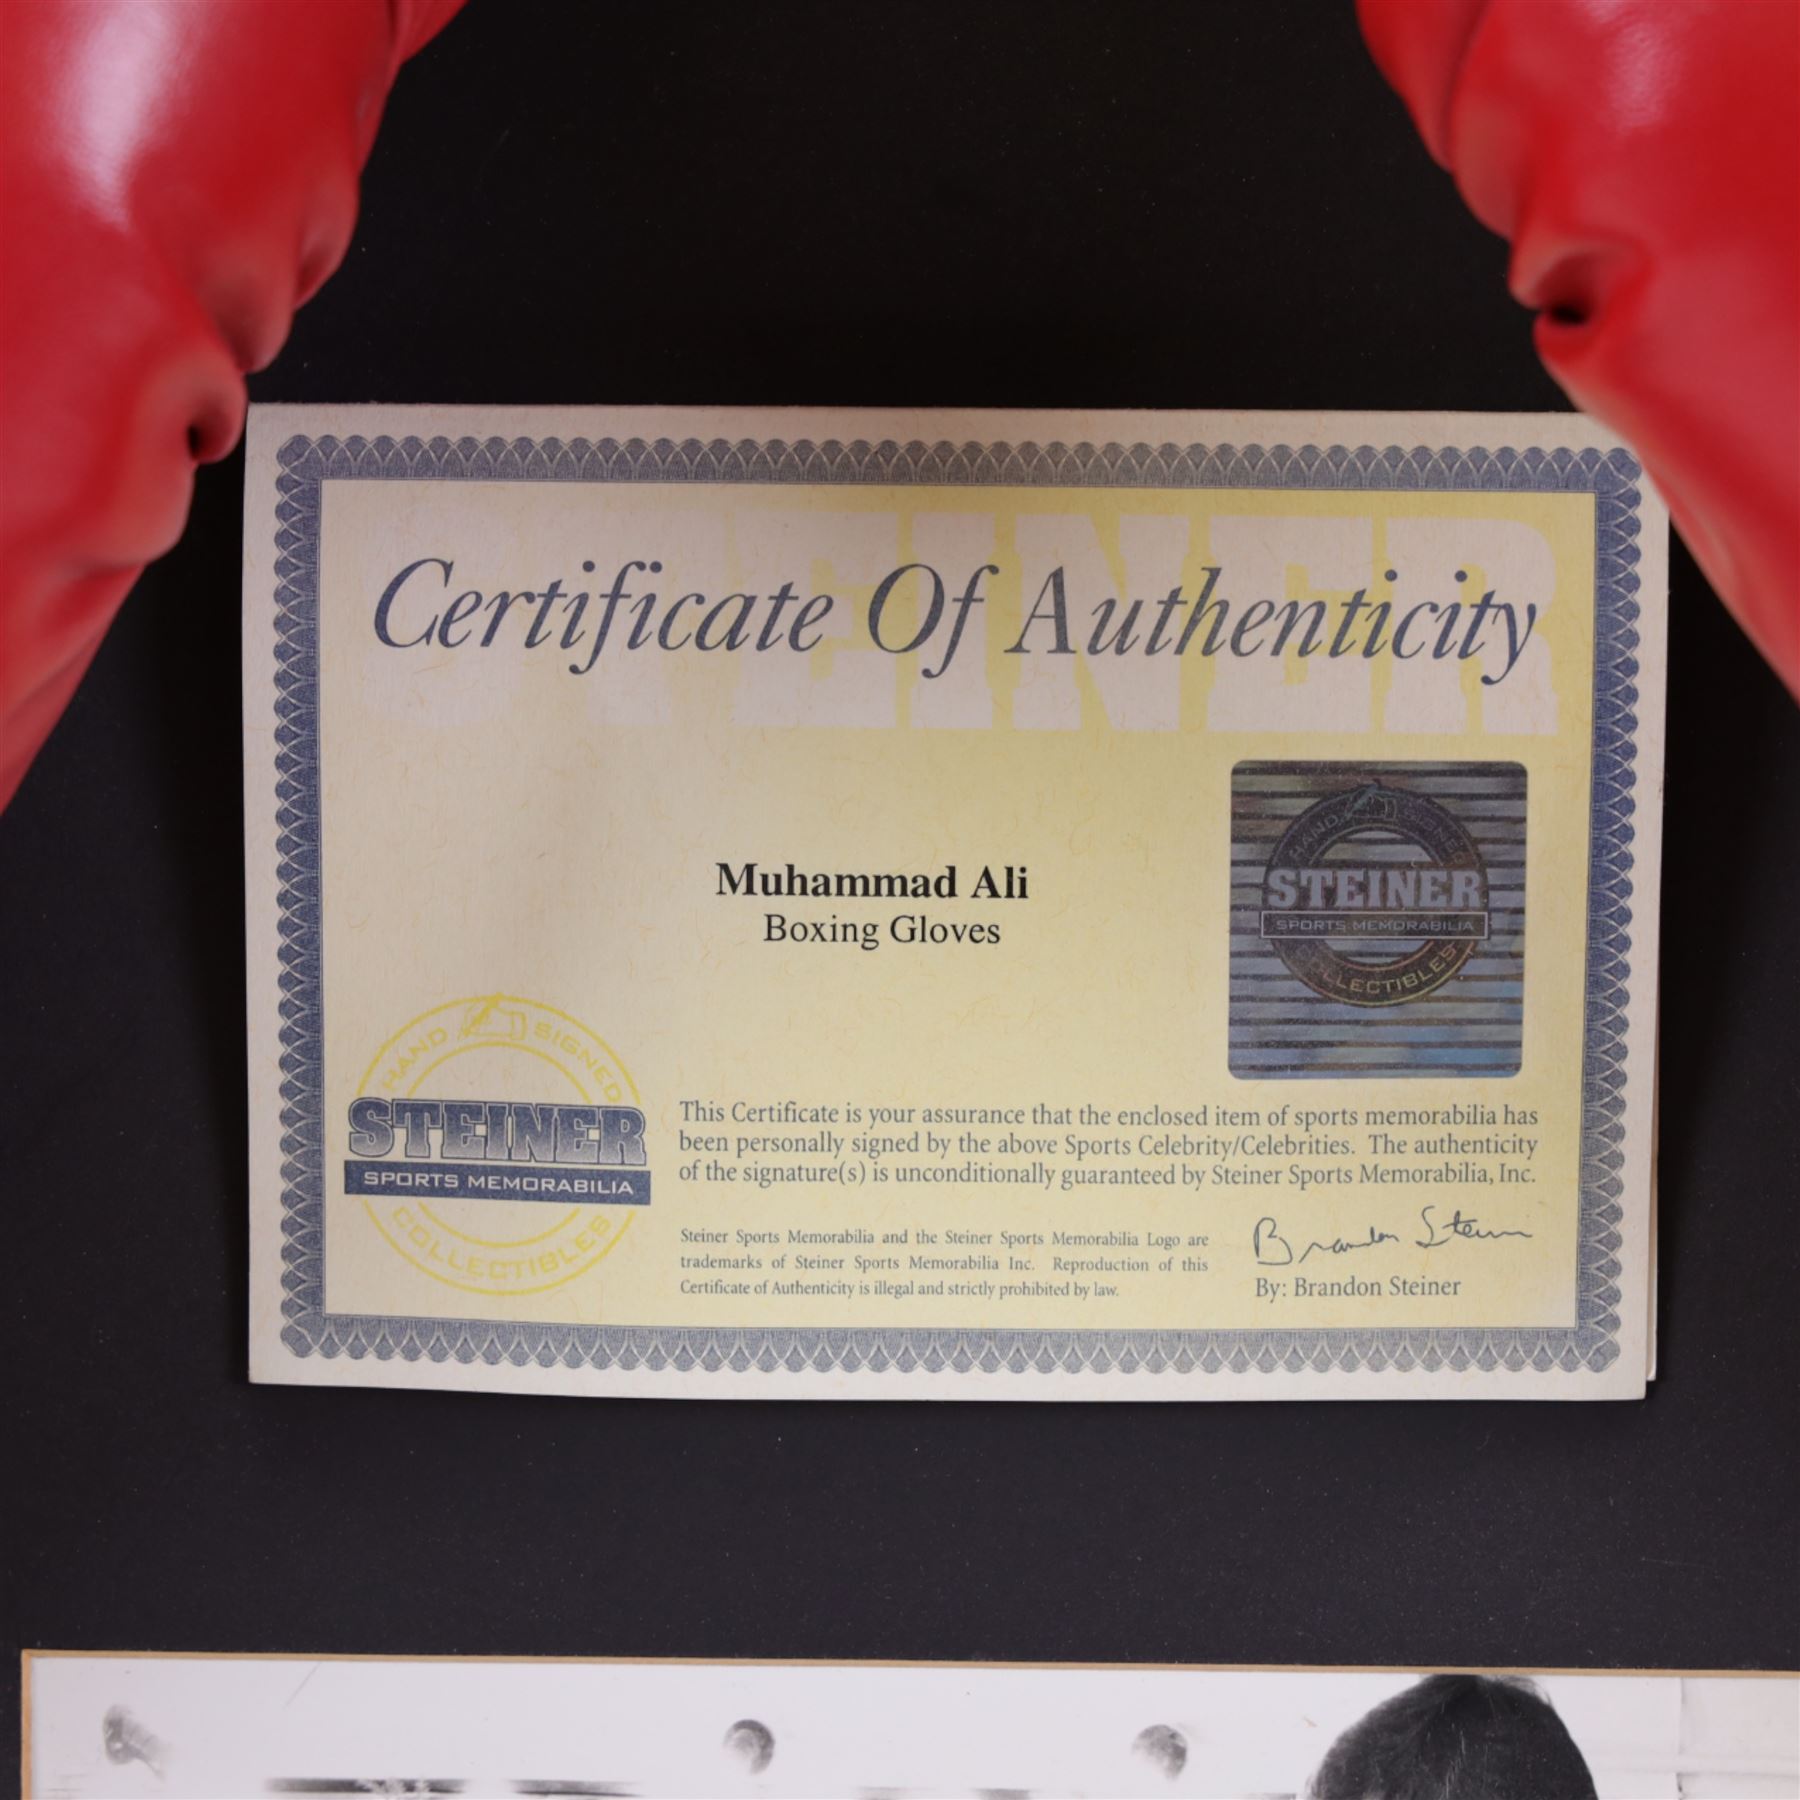 STEINER
Certificate Of Authenticity
Muhammad Ali
Boxing Gloves
HAND SIGNED
STEINER
SPORTS MEMORABILIA
COLLECTIBLES
HAND SIGNED
STEINER
SPORTS MEMORABILIA
COLLECTIBLES
This Certificate is your assurance that the enclosed item of sports memorabilia has
been personally signed by the above Sports Celebrity/Celebrities. The authenticity
of the signature(s) is unconditionally guaranteed by Steiner Sports Memorabilia, Inc.
Steiner Sports Memorabilia and the Steiner Sports Memorabilia Logo are
trademarks of Steiner Sports Memorabilia Inc. Reproduction of this
Certificate of Authenticity is illegal and strictly prohibited by law.
Brandon Steiner
By: Brandon Steiner